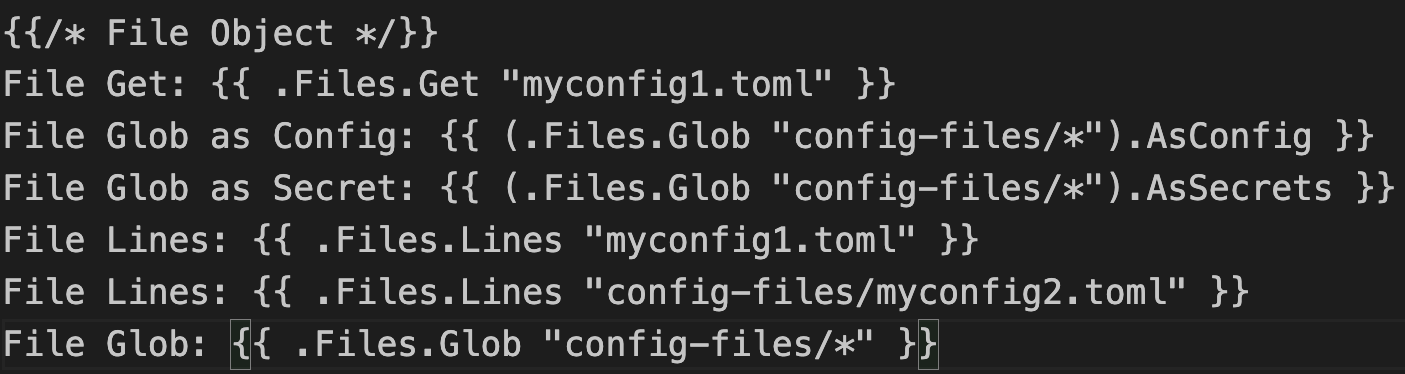 {{/* File Object */}}
File Get: {{ .Files.Get "myconfig1.toml" }}
File Glob as Config: {{ (.Files.Glob "config-files/*").AsConfig }}
File Glob as Secret: {{ (.Files.Glob "config-files/*").AsSecrets }}
File Lines: {{ .Files.Lines "myconfig1.toml" }}
File Lines: {{ .Files.Lines "config-files/myconfig2.toml" }}
File Glob: {{ .Files.Glob "config-files/*" }}